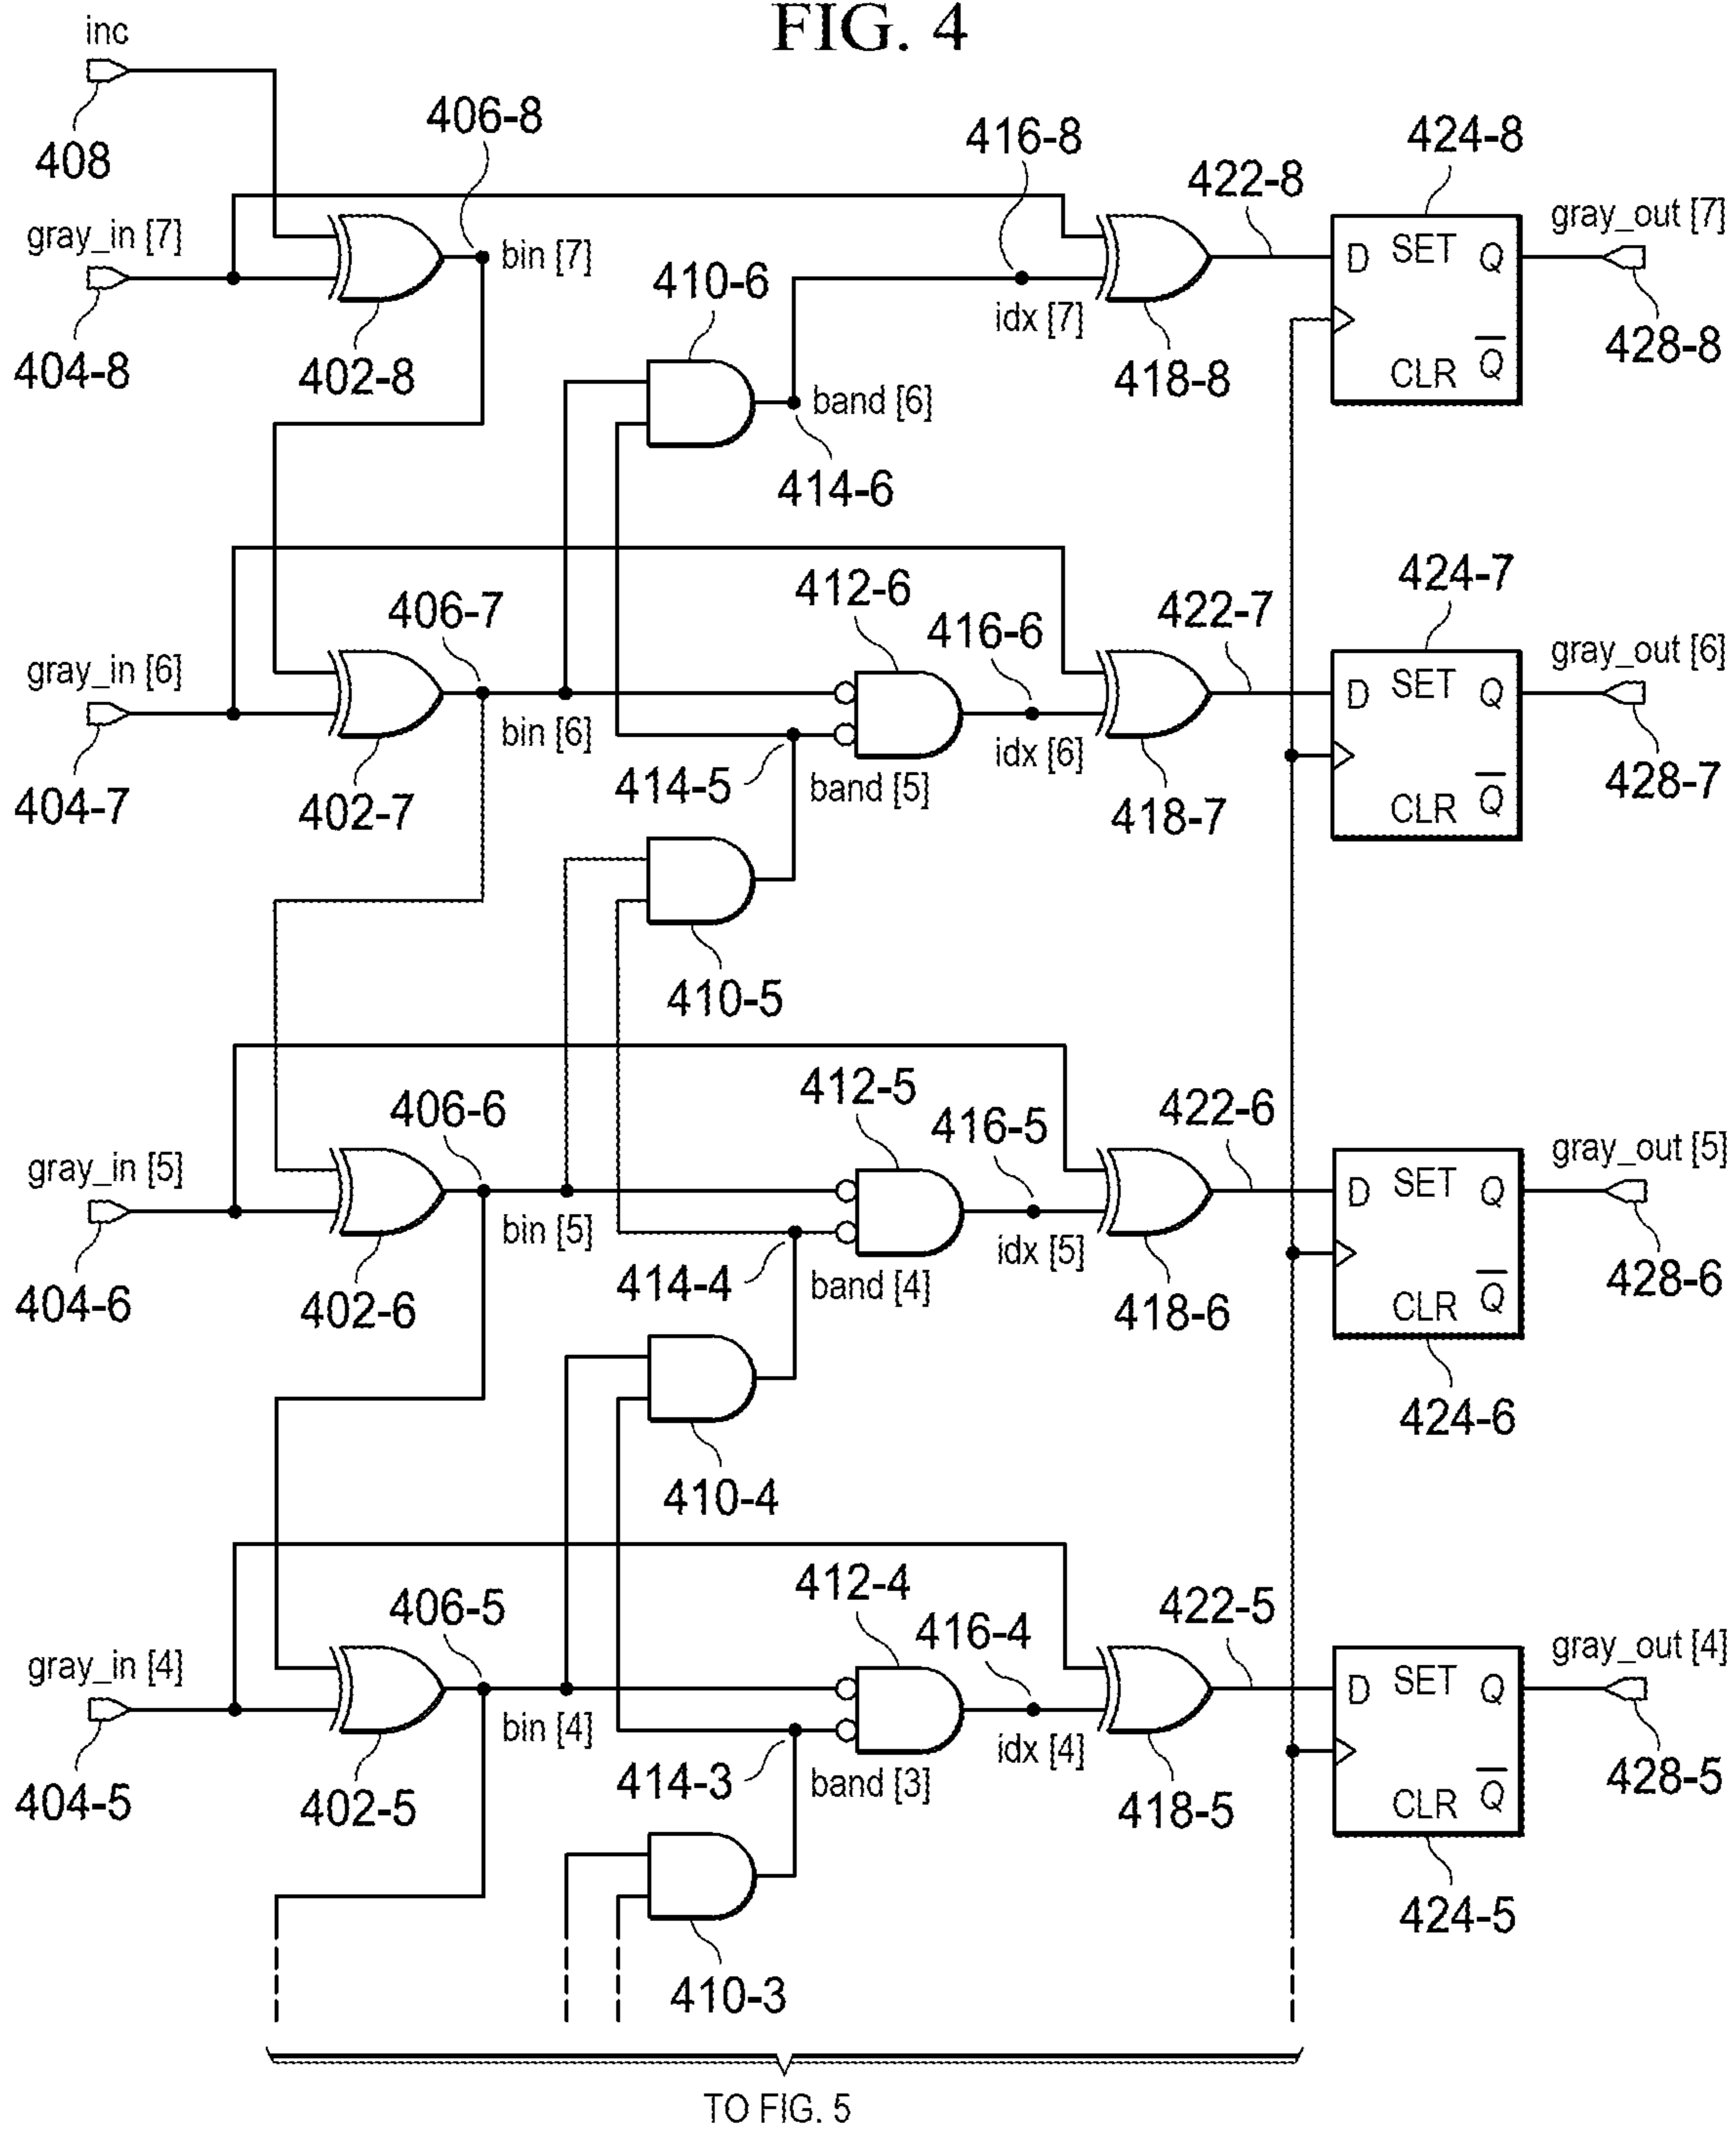 FIG. 4
inc
408
406-8
416-8
424-8
422-8
gray_in [7]
bin [7]
idx [7]
D SET Q
CLR Q
gray_out [7]
404-8
402-8
410-6
418-8
428-8
band [6]
414-6
424-7
412-6
406-7
416-6
422-7
gray_in [6]
bin [6]
idx [6]
D SET Q
CLR Q
gray_out [6]
414-5
band [5]
404-7
402-7
418-7
428-7
410-5
412-5
406-6
416-5
422-6
gray_in [5]
bin [5]
idx [5]
D SET Q
CLR Q
gray_out [5]
414-4
band [4]
404-6
402-6
418-6
428-6
424-6
410-4
412-4
406-5
416-4
422-5
gray_in [4]
bin [4]
idx [4]
D SET Q
CLR Q
gray_out [4]
414-3
band [3]
404-5
402-5
418-5
428-5
424-5
410-3
TO FIG. 5